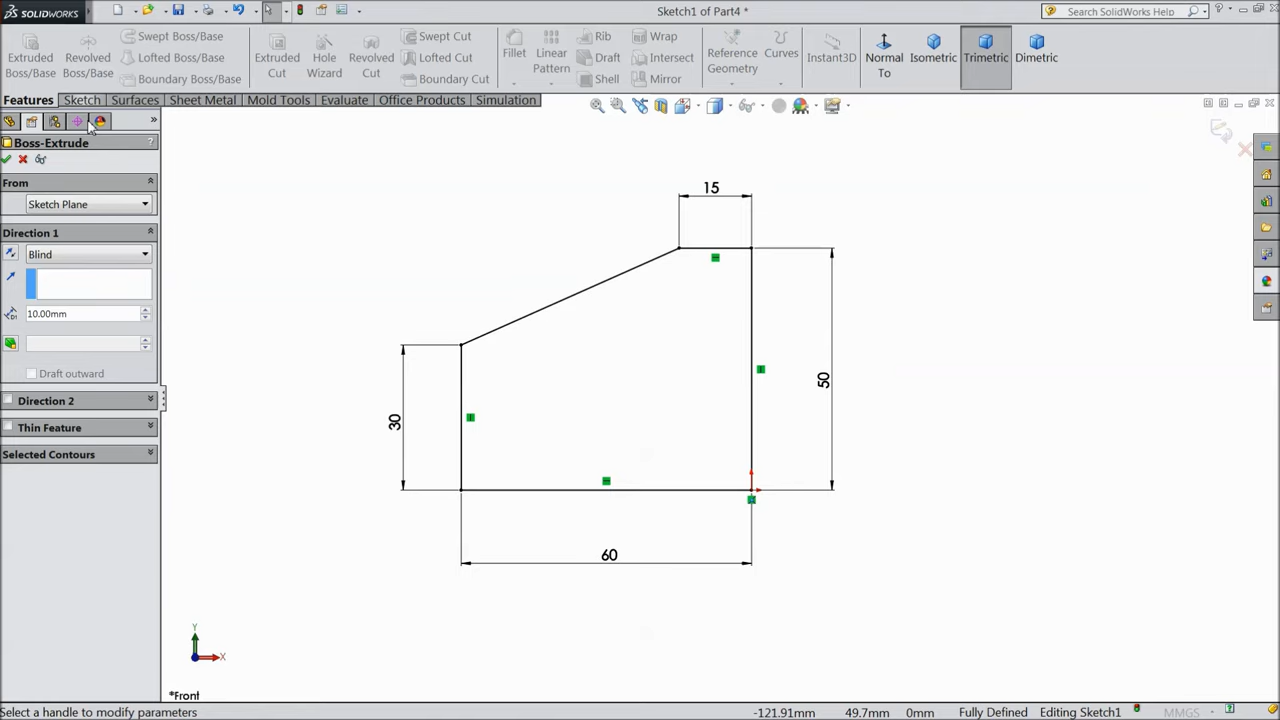 SOLIDWORKS
Sketch1 of Part4 *
Search SolidWorks Help
Extruded Boss/Base
Revolved Boss/Base
Swept Boss/Base
Lofted Boss/Base
Boundary Boss/Base
Extruded Cut
Hole Wizard
Revolved Cut
Swept Cut
Lofted Cut
Boundary Cut
Fillet
Linear Pattern
Rib
Draft
Shell
Wrap
Intersect
Mirror
Reference Geometry
Curves
Instant3D
Normal To
Isometric
Trimetric
Dimetric
Features Sketch Surfaces Sheet Metal Mold Tools Evaluate Office Products Simulation
Boss-Extrude
?
From
Sketch Plane
Direction 1
Blind
10.00mm
Draft outward
Direction 2
Thin Feature
Selected Contours
15
50
30
60
Y
X
*Front
Select a handle to modify parameters
-121.91mm 49.7mm 0mm Fully Defined Editing Sketch1 MMGS